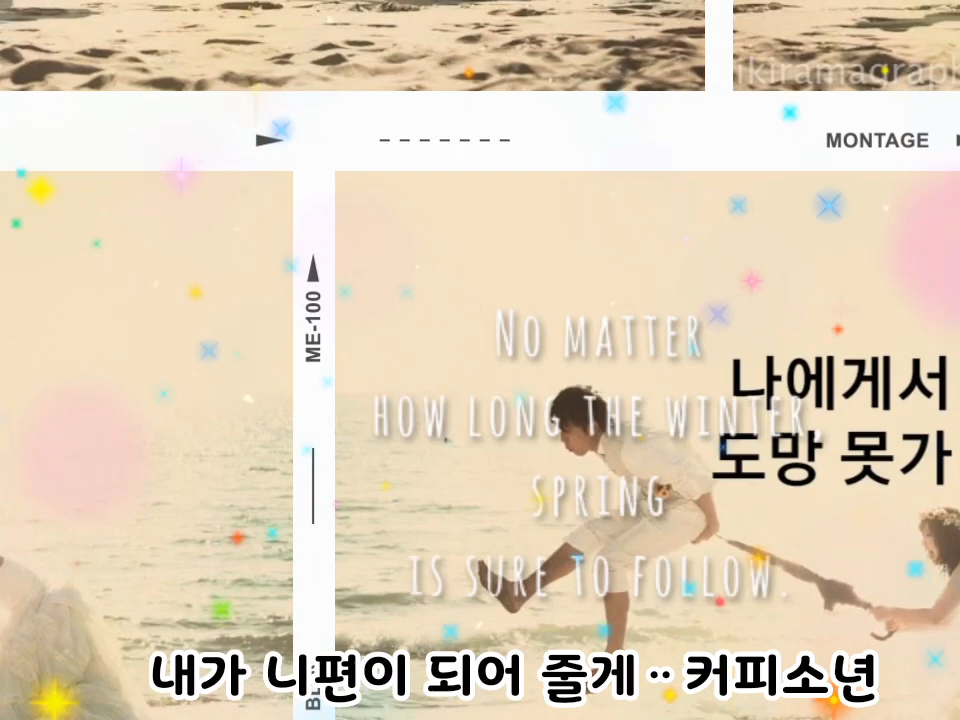 ikiramagraph
MONTAGE
ME-100
NO MATTER
HOW LONG THE WINTER,
SPRING
IS SURE TO FOLLOW.
나에게서
도망 못가
내가 니편이 되어 줄게 ·· 커피소년